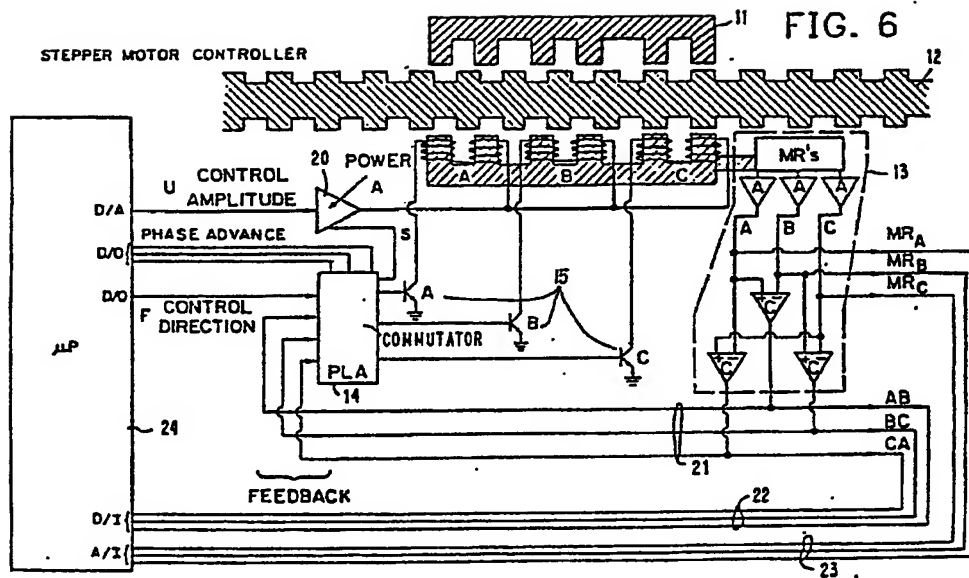 FIG. 6
11
STEPPER MOTOR CONTROLLER
12
A B C
MR's
13
20
POWER
A
U CONTROL AMPLITUDE
D/A
A A A
A B C
S
PHASE ADVANCE
D/O
MRA
MRB
MRC
D/O
F CONTROL DIRECTION
15
A
B
C
COMMUTATOR
PLA
14
+ -
C
+ -
C
+ -
C
μP
24
AB
BC
CA
21
FEEDBACK
22
D/I
A/I
23